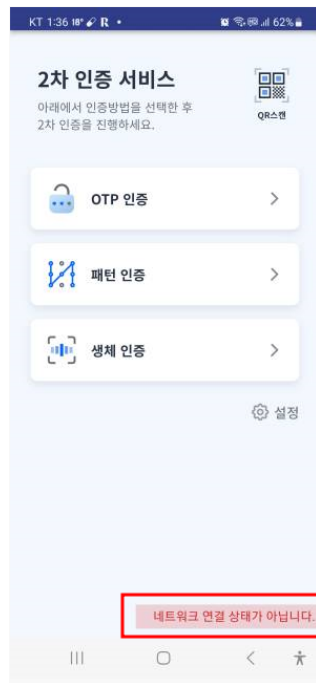 KT 1:36 18° R • 62%
2차 인증 서비스
아래에서 인증방법을 선택한 후
2차 인증을 진행하세요.
QR스캔
OTP 인증
패턴 인증
생체 인증
설정
네트워크 연결 상태가 아닙니다.